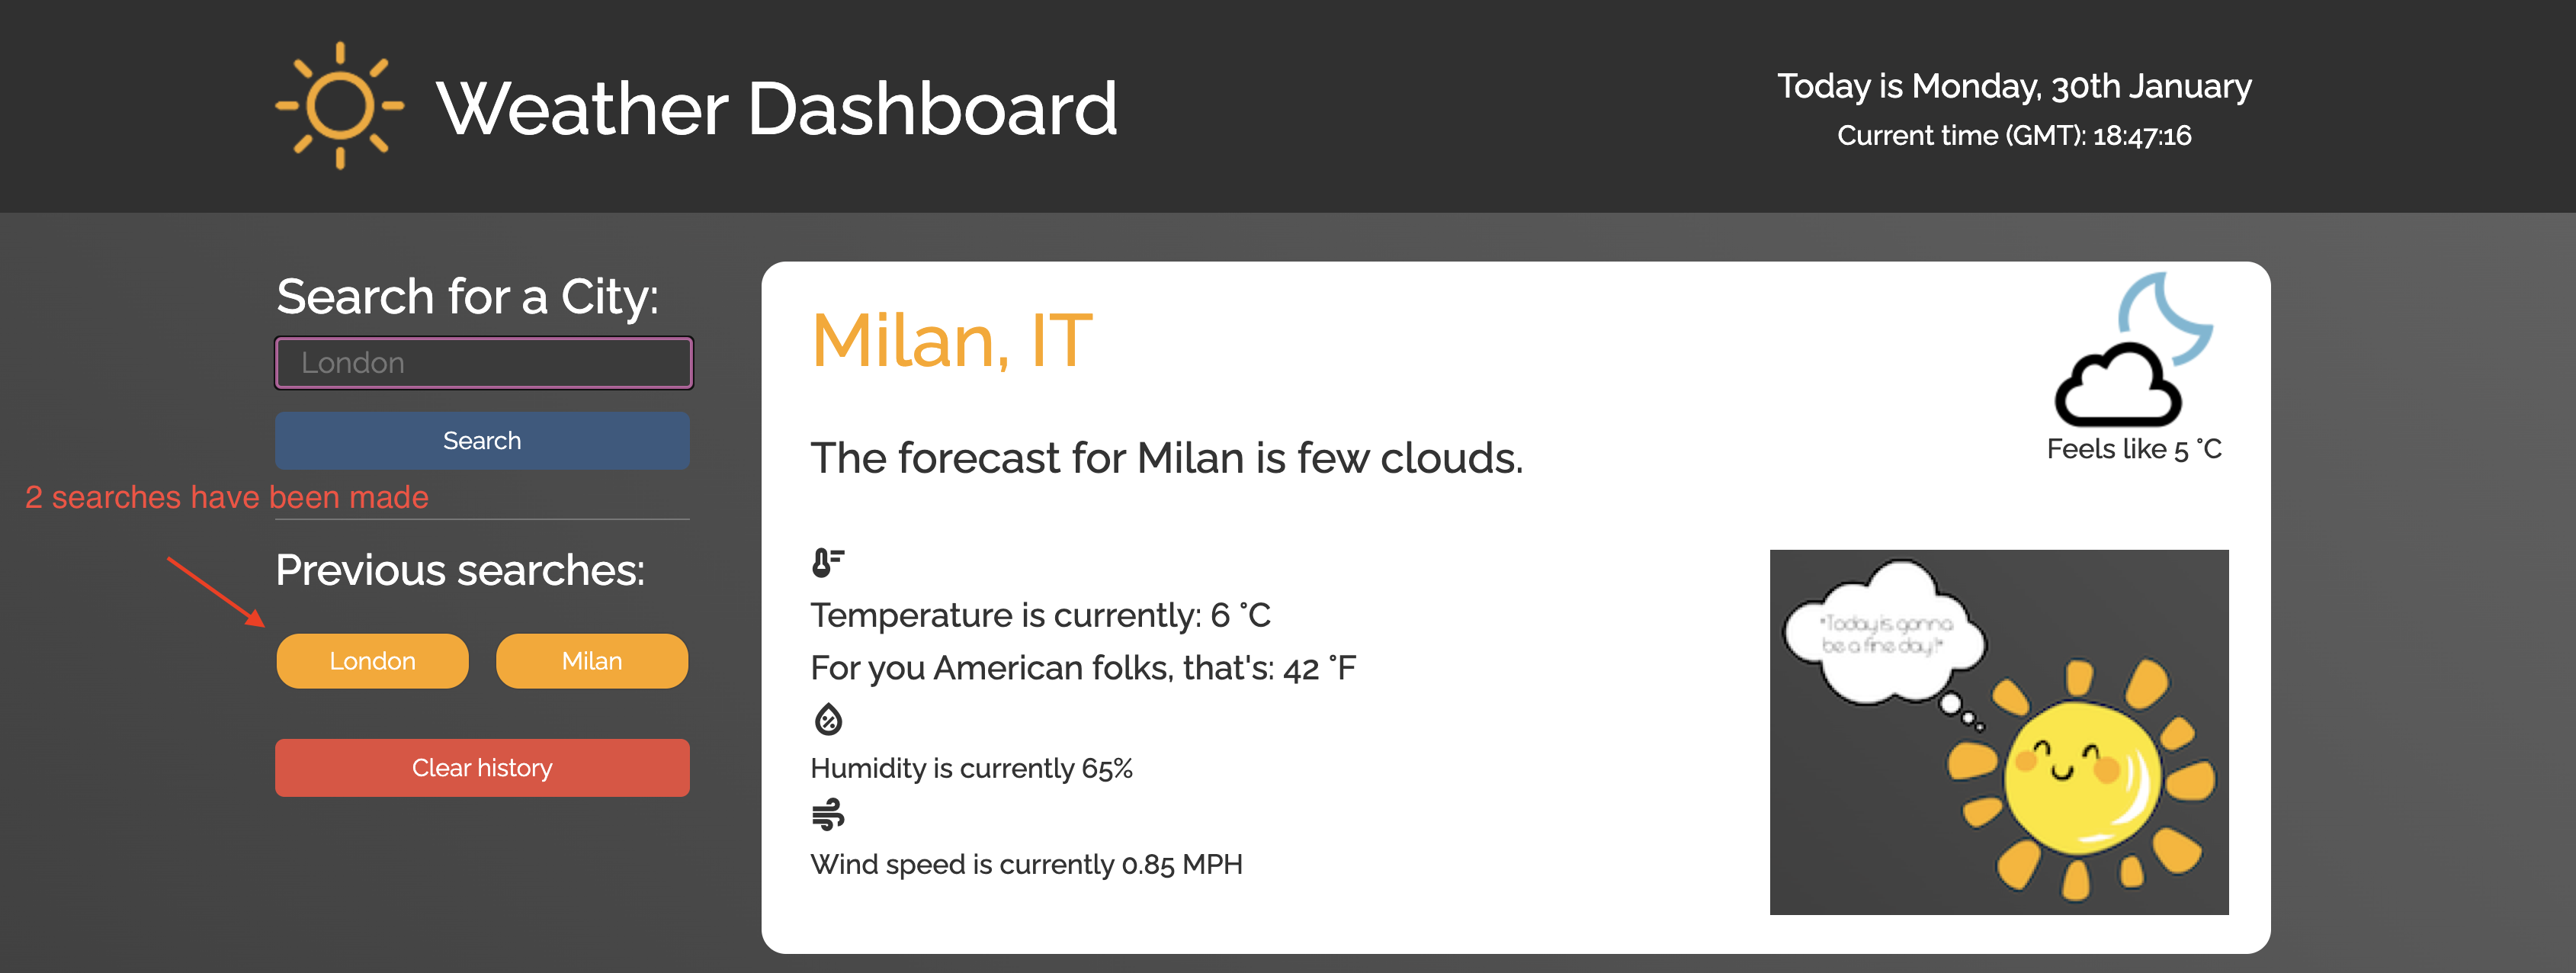 Weather Dashboard
Today is Monday, 30th January
Current time (GMT): 18:47:16
Search for a City:
London
Search
2 searches have been made
Previous searches:
London
Milan
Clear history
Milan, IT
Feels like 5 °C
The forecast for Milan is few clouds.
Temperature is currently: 6 °C
For you American folks, that's: 42 °F
Humidity is currently 65%
Wind speed is currently 0.85 MPH
"Today is gonna
be a fine day!"